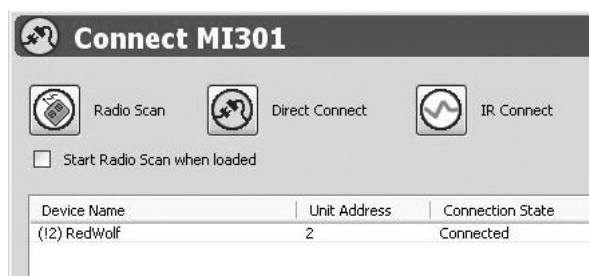 Connect MI301
Radio Scan Direct Connect IR Connect
Start Radio Scan when loaded
Device Name Unit Address Connection State
(!2) RedWolf 2 Connected